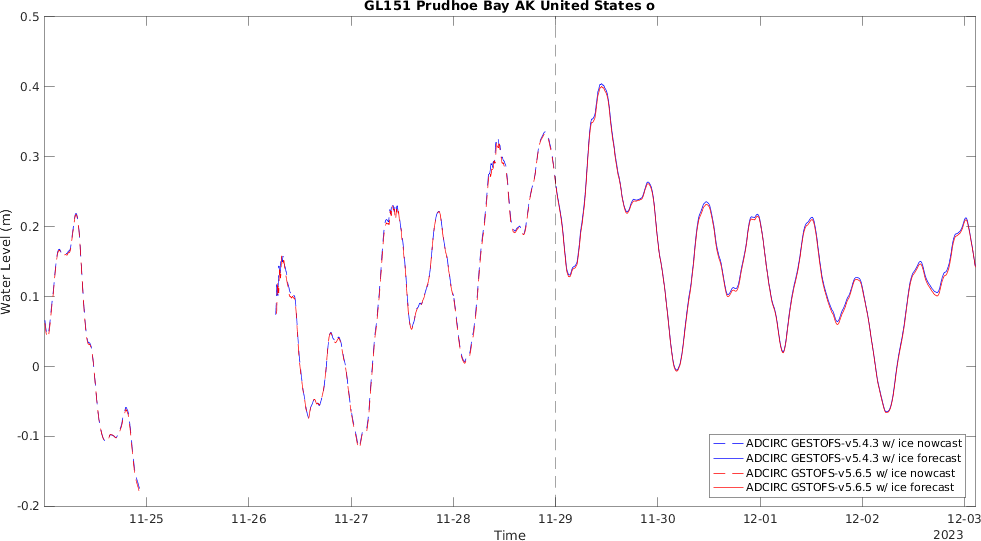 GL151 Prudhoe Bay AK United States o
0.5
0.4
0.3
0.2
0.1
0
-0.1
-0.2
Water Level (m)
11-25
11-26
11-27
11-28
11-29
11-30
12-01
12-02
12-03
2023
Time
ADCIRC GESTOFS-v5.4.3 w/ ice nowcast
ADCIRC GESTOFS-v5.4.3 w/ ice forecast
ADCIRC GSTOFS-v5.6.5 w/ ice nowcast
ADCIRC GSTOFS-v5.6.5 w/ ice forecast